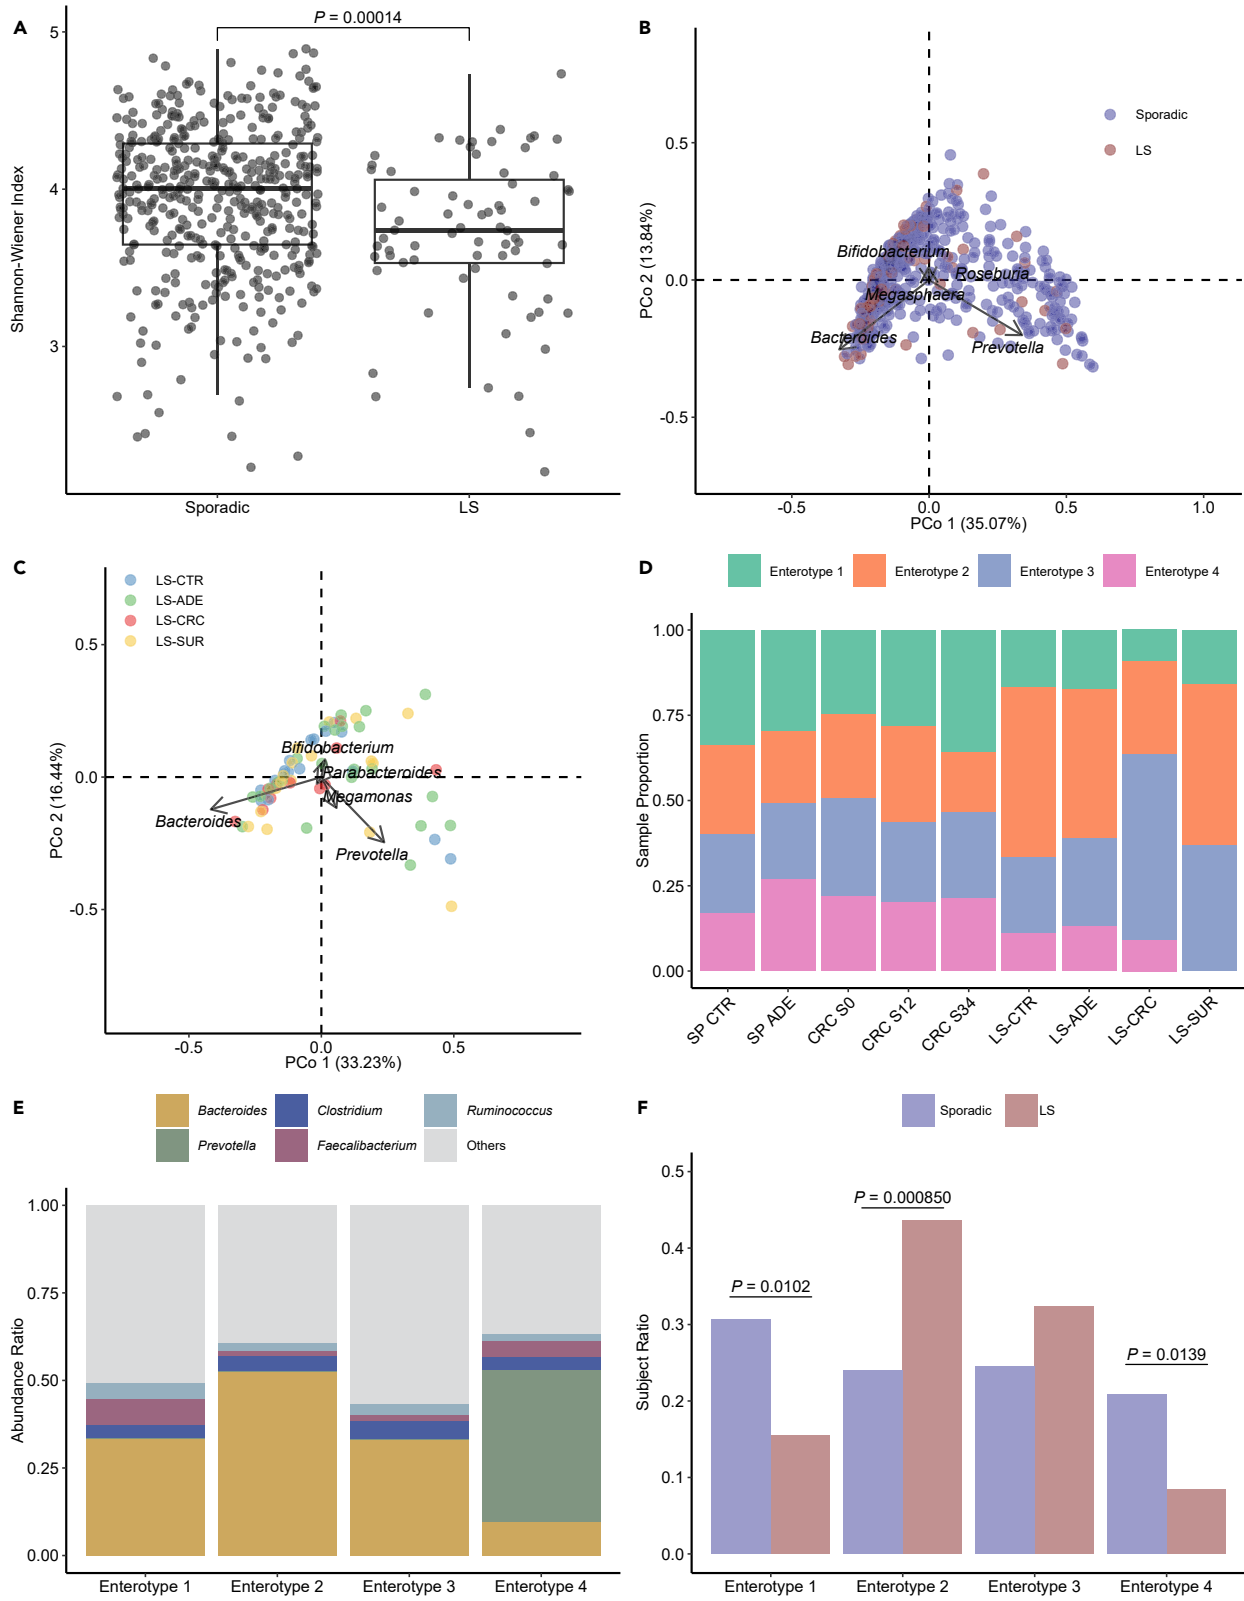 A
P = 0.00014
5
4
3
Shannon-Wiener Index
Sporadic
LS
B
0.5
0.0
-0.5
PCo 2 (13.84%)
Sporadic
LS
Bifidobacterium
Roseburia
Megasphaera
Bacteroides
Prevotella
-0.5
0.0
0.5
1.0
PCo 1 (35.07%)
C
LS-CTR
LS-ADE
LS-CRC
LS-SUR
0.5
0.0
-0.5
PCo 2 (16.44%)
Bifidobacterium
Parabacteroides
Megamonas
Bacteroides
Prevotella
-0.5
0.0
0.5
PCo 1 (33.23%)
D
Enterotype 1
Enterotype 2
Enterotype 3
Enterotype 4
1.00
0.75
0.50
0.25
0.00
Sample Proportion
SP CTR
SP ADE
CRC S0
CRC S12
CRC S34
LS-CTR
LS-ADE
LS-CRC
LS-SUR
E
Bacteroides
Clostridium
Ruminococcus
Prevotella
Faecalibacterium
Others
1.00
0.75
0.50
0.25
0.00
Abundance Ratio
Enterotype 1
Enterotype 2
Enterotype 3
Enterotype 4
F
Sporadic
LS
0.5
0.4
0.3
0.2
0.1
0.0
Subject Ratio
P = 0.0102
P = 0.000850
P = 0.0139
Enterotype 1
Enterotype 2
Enterotype 3
Enterotype 4